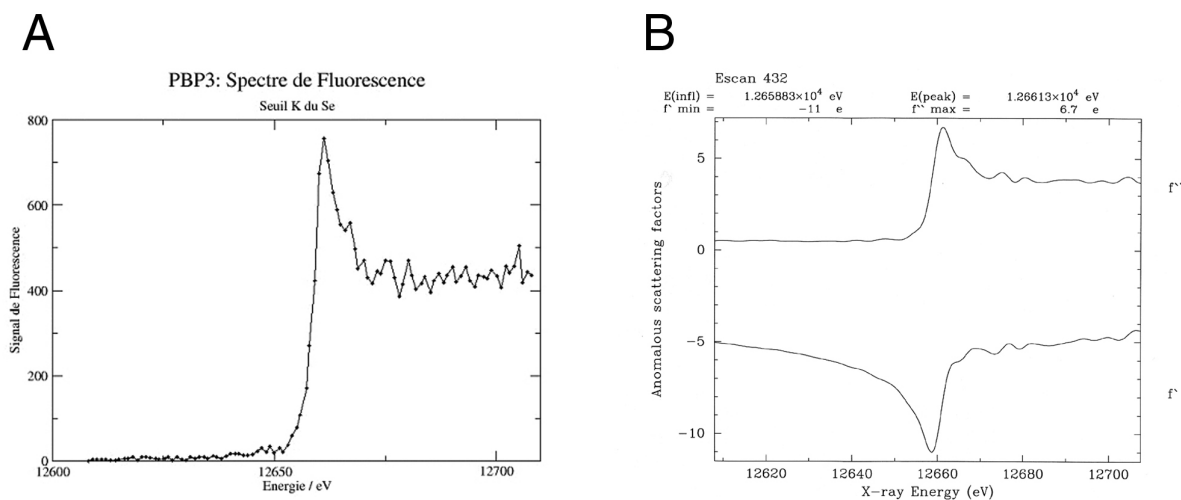 A
PBP3: Spectre de Fluorescence
Seuil K du Se
800
600
400
200
0
Signal de Fluorescence
12600
12650
12700
Energie / eV
B
Escan 432
E(infl) = 1.265883×10⁴ eV E(peak) = 1.26613×10⁴ eV
f` min = -11 e f`` max = 6.7 e
5
0
-5
-10
Anomalous scattering factors
f``
f`
12620
12640
12660
12680
12700
X-ray Energy (eV)